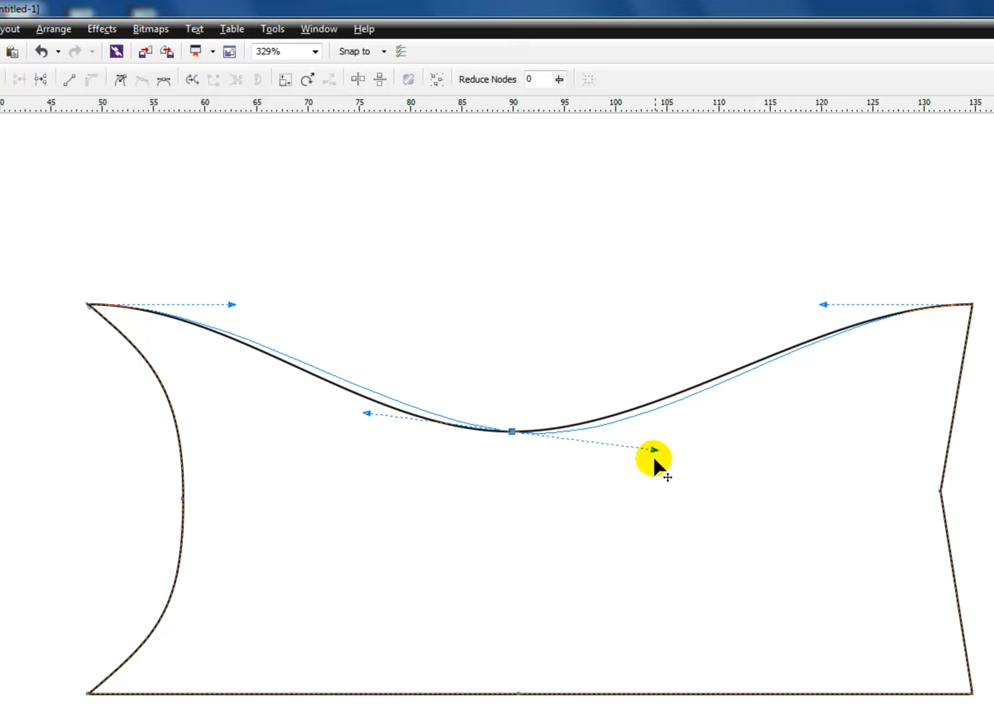 ntitled-1]
yout Arrange Effects Bitmaps Text Table Tools Window Help
329% Snap to
Reduce Nodes 0
0 45 50 55 60 65 70 75 80 85 90 95 100 105 110 115 120 125 130 135